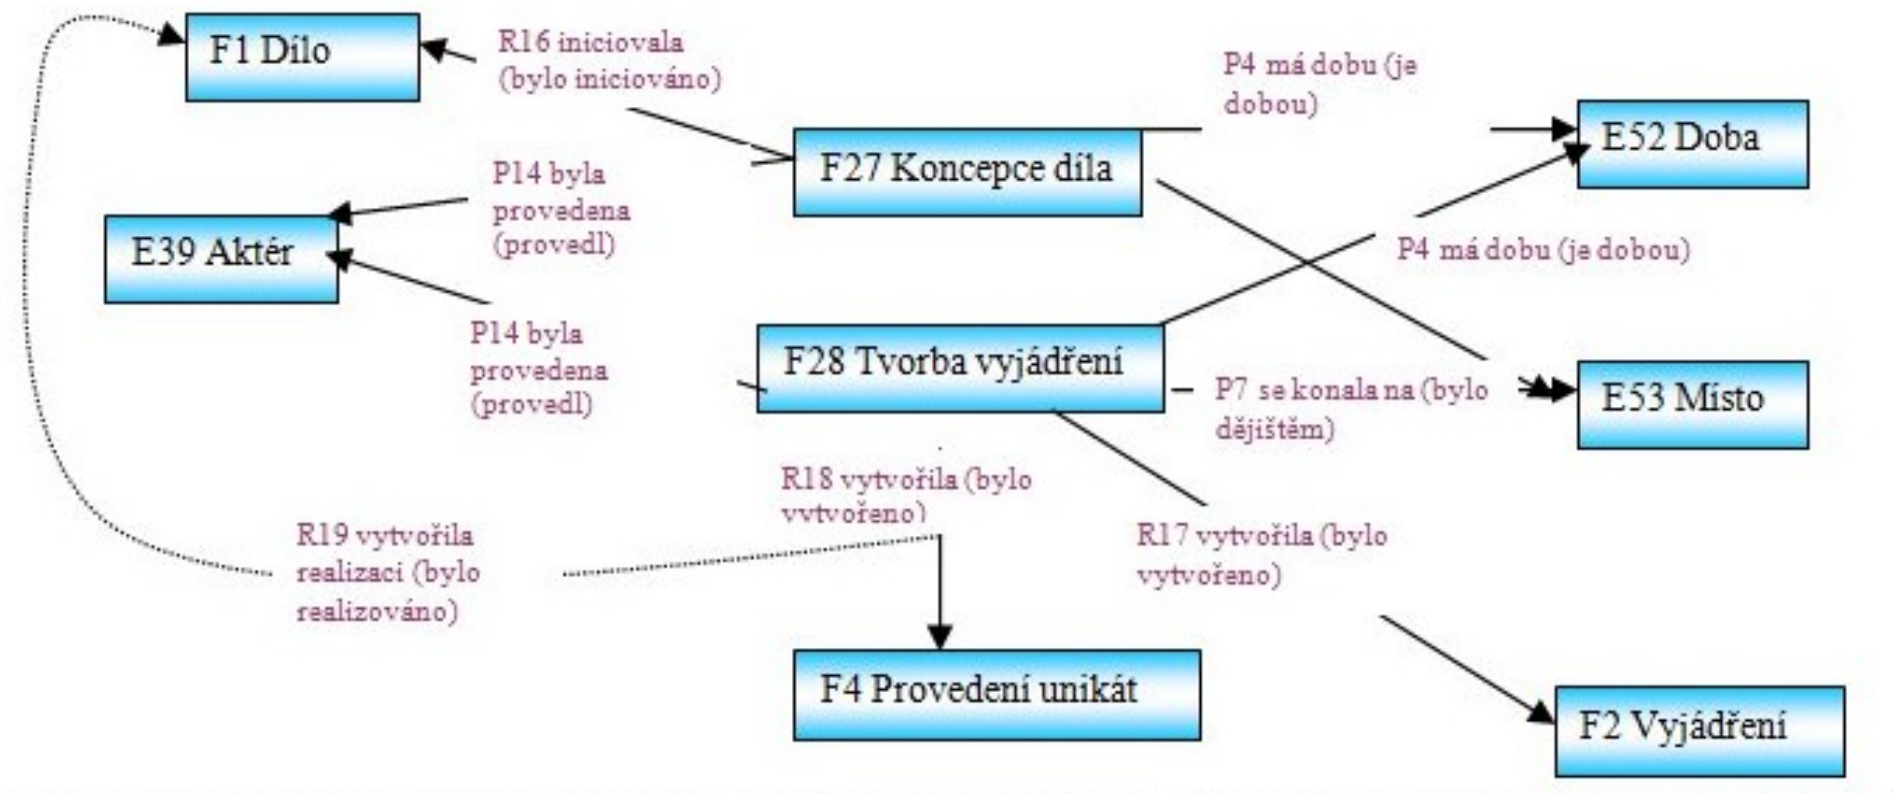 F1 Dílo
R16 iniciovala
(bylo iniciováno)
P4 má dobu (je
dobou)
E52 Doba
F27 Koncepce díla
P14 byla
provedena
(provedl)
E39 Aktér
P4 má dobu (je dobou)
P14 byla
provedena
(provedl)
F28 Tvorba vyjádření
P7 se konala na (bylo
dějištěm)
E53 Místo
R18 vytvořila (bylo
vytvořeno)
R19 vytvořila
realizaci (bylo
realizováno)
R17 vytvořila (bylo
vytvořeno)
F4 Provedení unikát
F2 Vyjádření